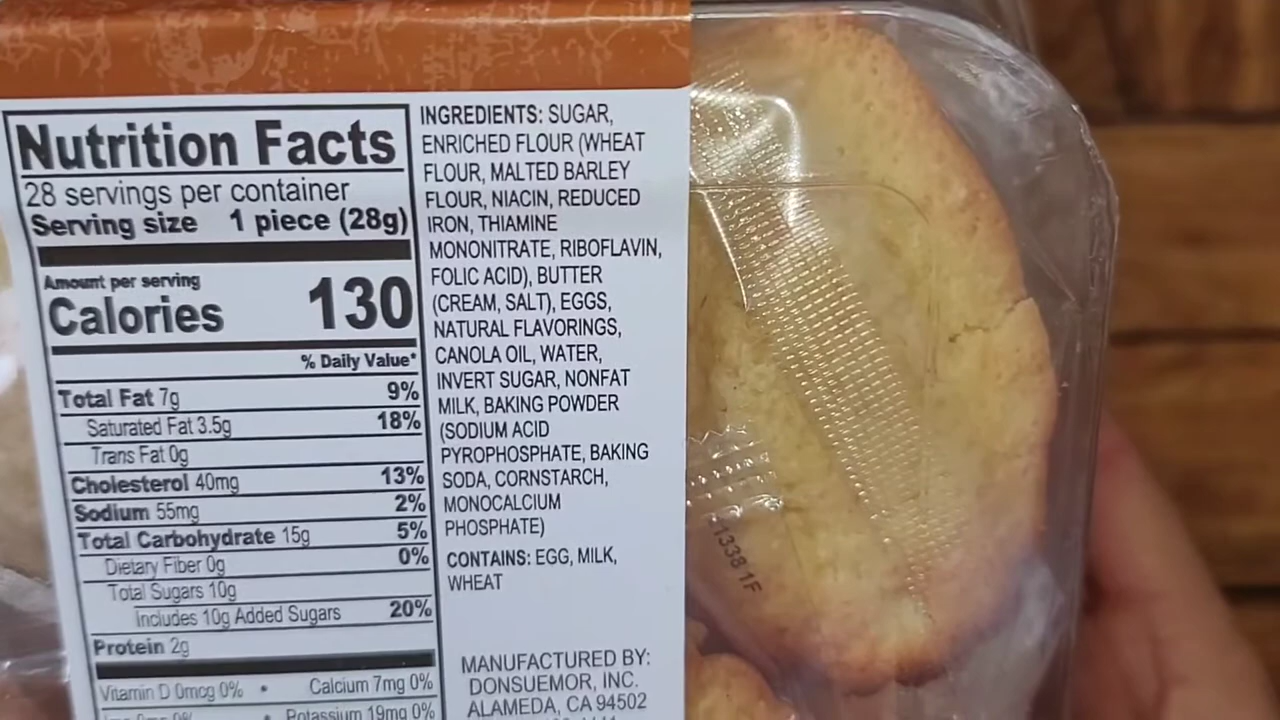 Nutrition Facts
28 servings per container
Serving size 1 piece (28g)
Amount per serving
Calories 130
% Daily Value*
Total Fat 7g 9%
Saturated Fat 3.5g 18%
Trans Fat 0g
Cholesterol 40mg 13%
Sodium 55mg 2%
Total Carbohydrate 15g 5%
Dietary Fiber 0g 0%
Total Sugars 10g
Includes 10g Added Sugars 20%
Protein 2g
Vitamin D 0mcg 0% • Calcium 7mg 0%
• Potassium 19mg 0%
INGREDIENTS: SUGAR,
ENRICHED FLOUR (WHEAT
FLOUR, MALTED BARLEY
FLOUR, NIACIN, REDUCED
IRON, THIAMINE
MONONITRATE, RIBOFLAVIN,
FOLIC ACID), BUTTER
(CREAM, SALT), EGGS,
NATURAL FLAVORINGS,
CANOLA OIL, WATER,
INVERT SUGAR, NONFAT
MILK, BAKING POWDER
(SODIUM ACID
PYROPHOSPHATE, BAKING
SODA, CORNSTARCH,
MONOCALCIUM
PHOSPHATE)
CONTAINS: EGG, MILK,
WHEAT
MANUFACTURED BY:
DONSUEMOR, INC.
ALAMEDA, CA 94502
1338 1F